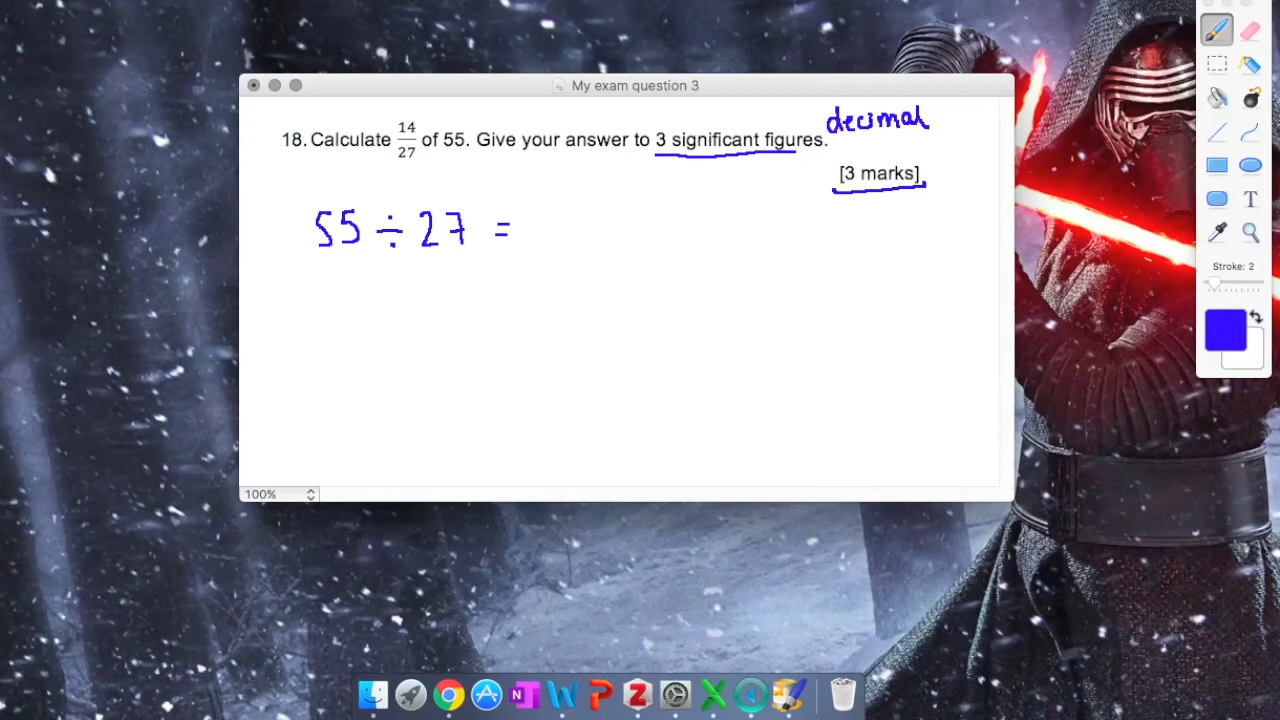 My exam question 3
18. Calculate 14/27 of 55. Give your answer to 3 significant figures. decimal
[3 marks]
55 ÷ 27 =
100%
Stroke: 2
T
N W P Z X